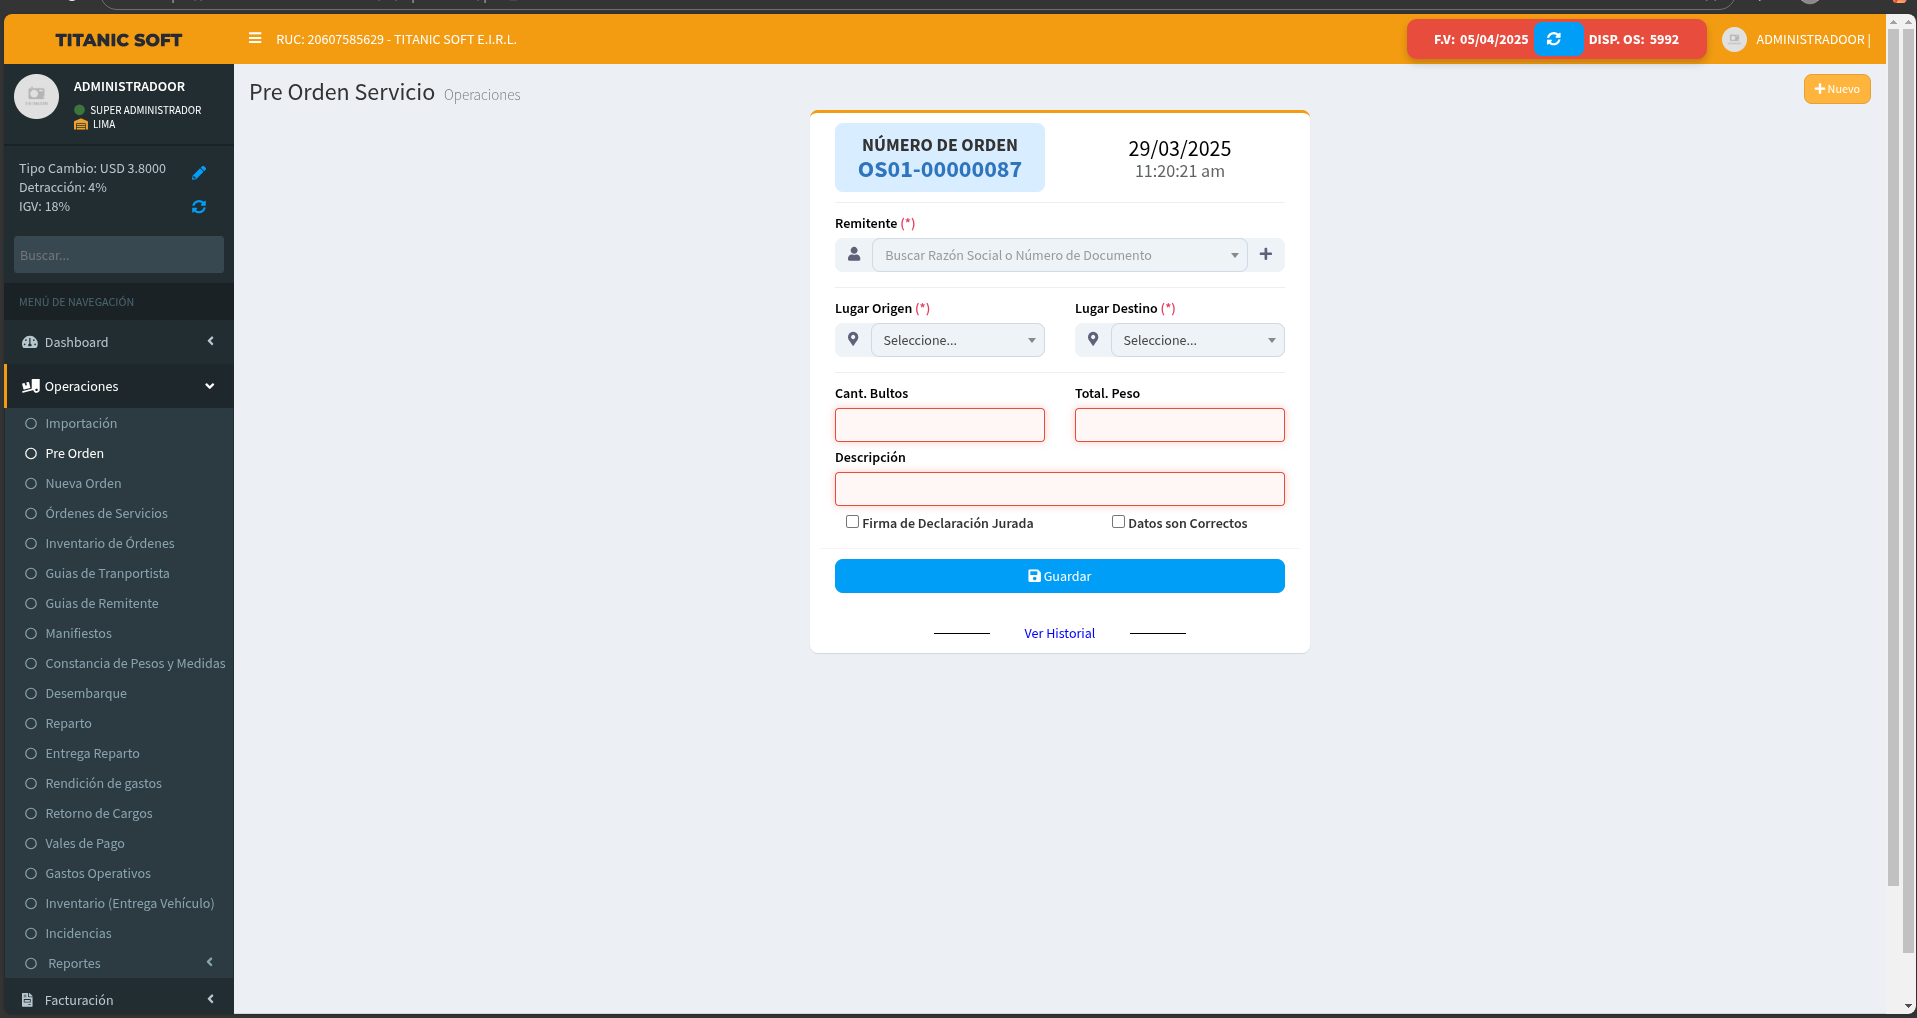 TITANIC SOFT
RUC: 20607585629 - TITANIC SOFT E.I.R.L.
F.V: 05/04/2025
DISP. OS: 5992
ADMINISTRADOOR |
ADMINISTRADOOR
SUPER ADMINISTRADOR
LIMA
Tipo Cambio: USD 3.8000
Detracción: 4%
IGV: 18%
Buscar...
MENÚ DE NAVEGACIÓN
Dashboard
Operaciones
Importación
Pre Orden
Nueva Orden
Órdenes de Servicios
Inventario de Órdenes
Guias de Tranportista
Guias de Remitente
Manifiestos
Constancia de Pesos y Medidas
Desembarque
Reparto
Entrega Reparto
Rendición de gastos
Retorno de Cargos
Vales de Pago
Gastos Operativos
Inventario (Entrega Vehículo)
Incidencias
Reportes
Facturación
Pre Orden Servicio Operaciones
Nuevo
NÚMERO DE ORDEN
OS01-00000087
29/03/2025
11:20:21 am
Remitente (*)
Buscar Razón Social o Número de Documento
Lugar Origen (*)
Seleccione...
Lugar Destino (*)
Seleccione...
Cant. Bultos
Total. Peso
Descripción
Firma de Declaración Jurada
Datos son Correctos
Guardar
Ver Historial